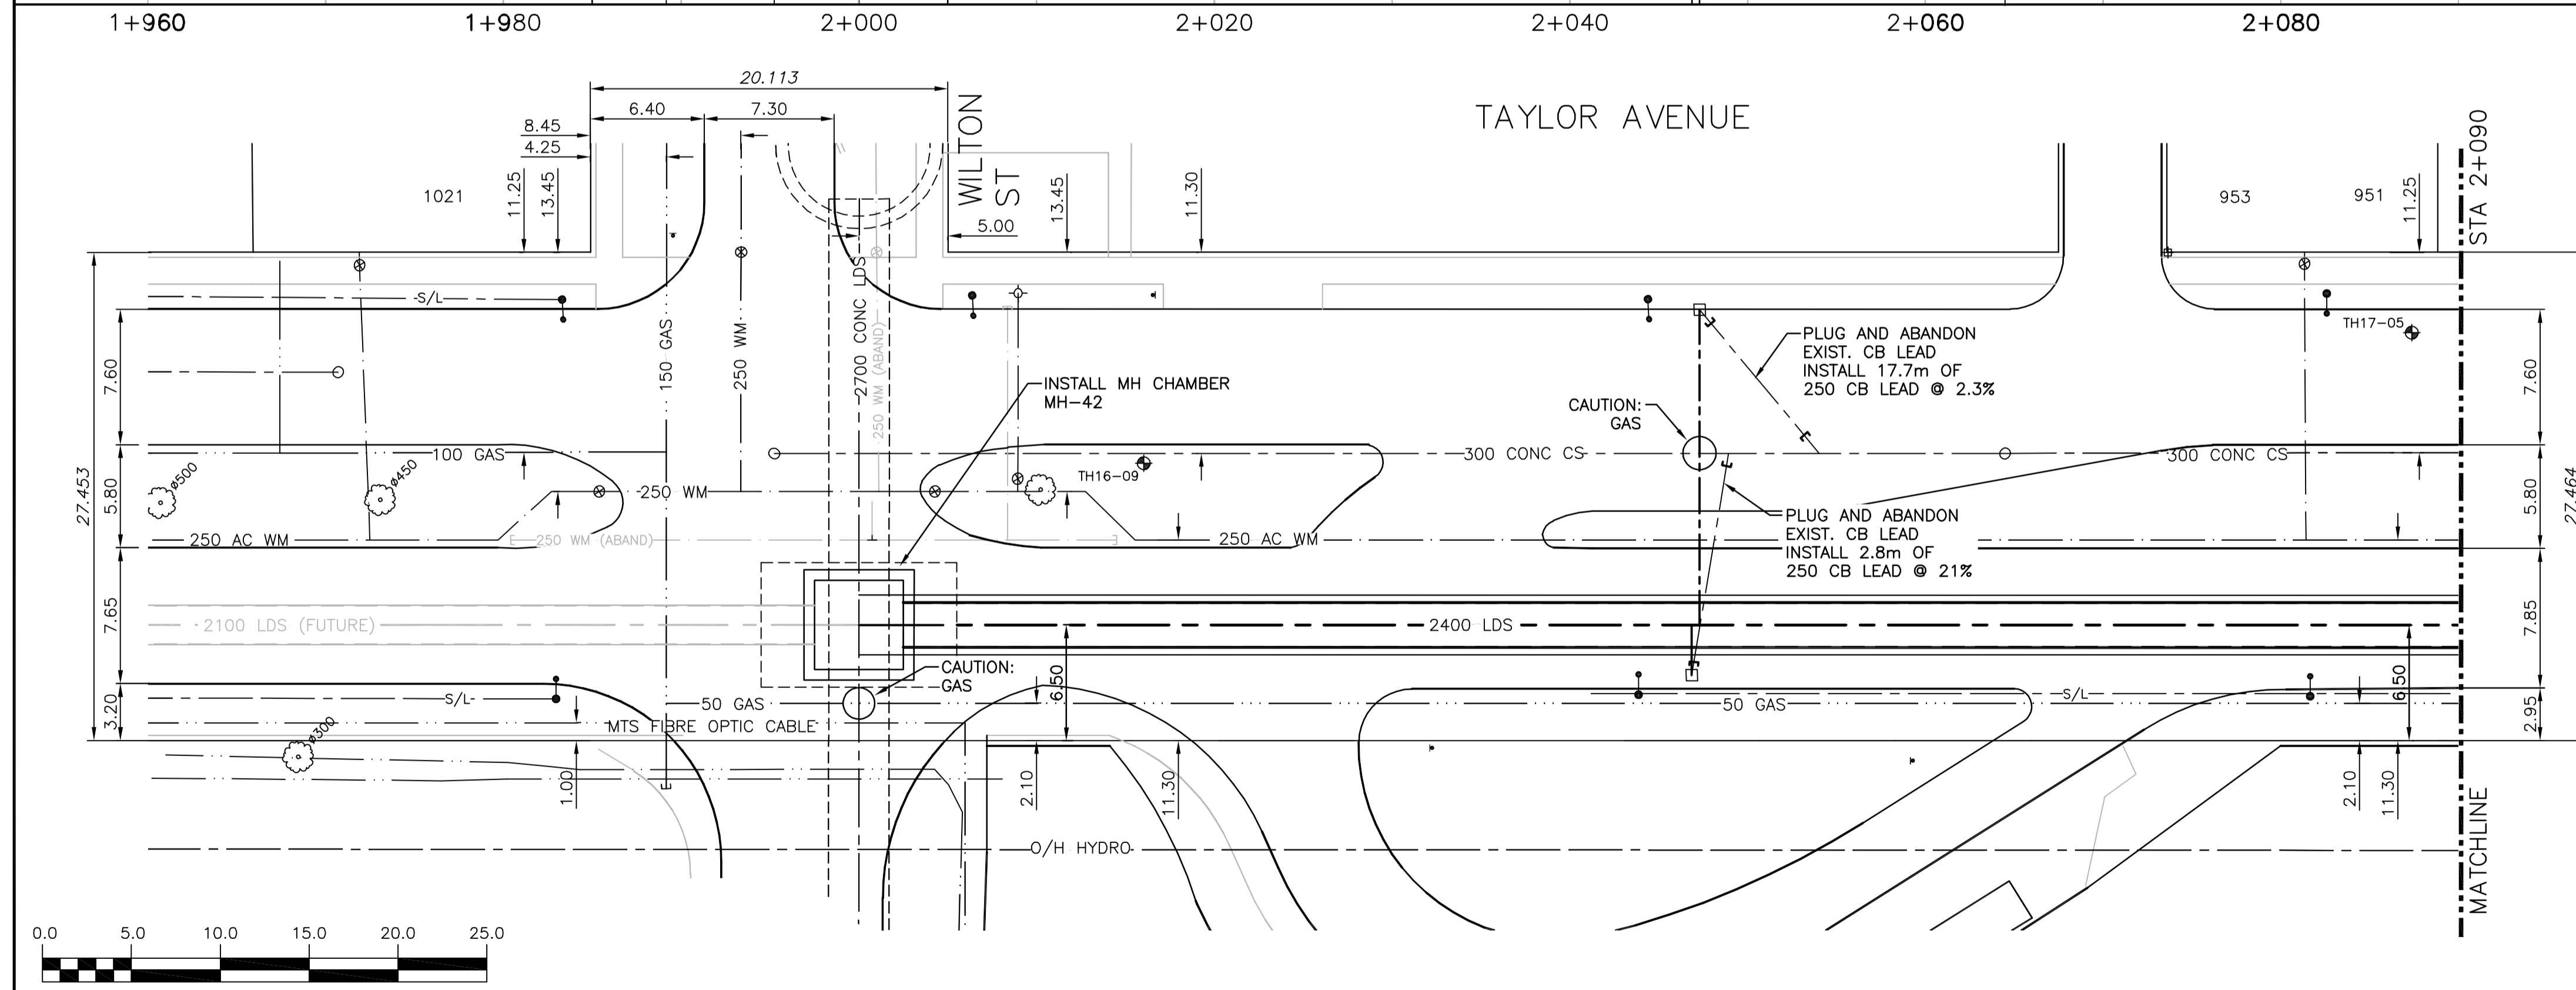 1+960 1+980 2+000 2+020 2+040 2+060 2+080
20.113
6.40 7.30
8.45
4.25
TAYLOR AVENUE
WILTON
ST
STA 2+090
1021
11.25
13.45
13.45
11.30
5.00
953
951
11.25
S/L
TH17-05
150 GAS
250 WM
2700 CONC LDS
250 WM (ABAND)
PLUG AND ABANDON
EXIST. CB LEAD
INSTALL 17.7m OF
250 CB LEAD @ 2.3%
INSTALL MH CHAMBER
MH-42
CAUTION:
GAS
7.60
7.60
100 GAS
300 CONC CS
300 CONC CS
ø500
ø450
TH16-09
27.453
5.80
5.80
27.464
250 WM
PLUG AND ABANDON
EXIST. CB LEAD
INSTALL 2.8m OF
250 CB LEAD @ 21%
250 AC WM
250 WM (ABAND)
250 AC WM
7.65
7.85
2100 LDS (FUTURE)
2400 LDS
CAUTION:
GAS
6.50
6.50
S/L
S/L
3.20
2.95
50 GAS
50 GAS
MTS FIBRE OPTIC CABLE
ø300
1.00
2.10
11.30
2.10
11.30
O/H HYDRO
MATCHLINE
0.0 5.0 10.0 15.0 20.0 25.0